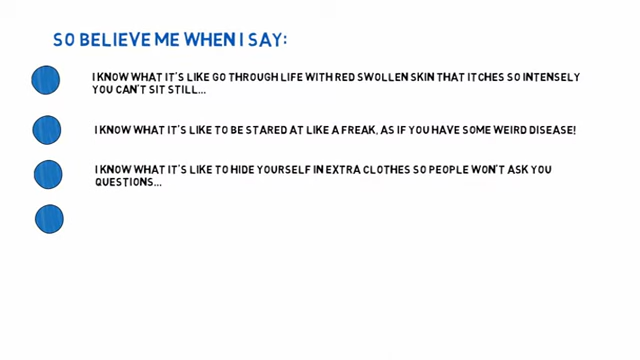 SO BELIEVE ME WHEN I SAY:
I KNOW WHAT IT'S LIKE GO THROUGH LIFE WITH RED SWOLLEN SKIN THAT ITCHES SO INTENSELY
YOU CAN'T SIT STILL...
I KNOW WHAT IT'S LIKE TO BE STARED AT LIKE A FREAK, AS IF YOU HAVE SOME WEIRD DISEASE!
I KNOW WHAT IT'S LIKE TO HIDE YOURSELF IN EXTRA CLOTHES SO PEOPLE WON'T ASK YOU
QUESTIONS...